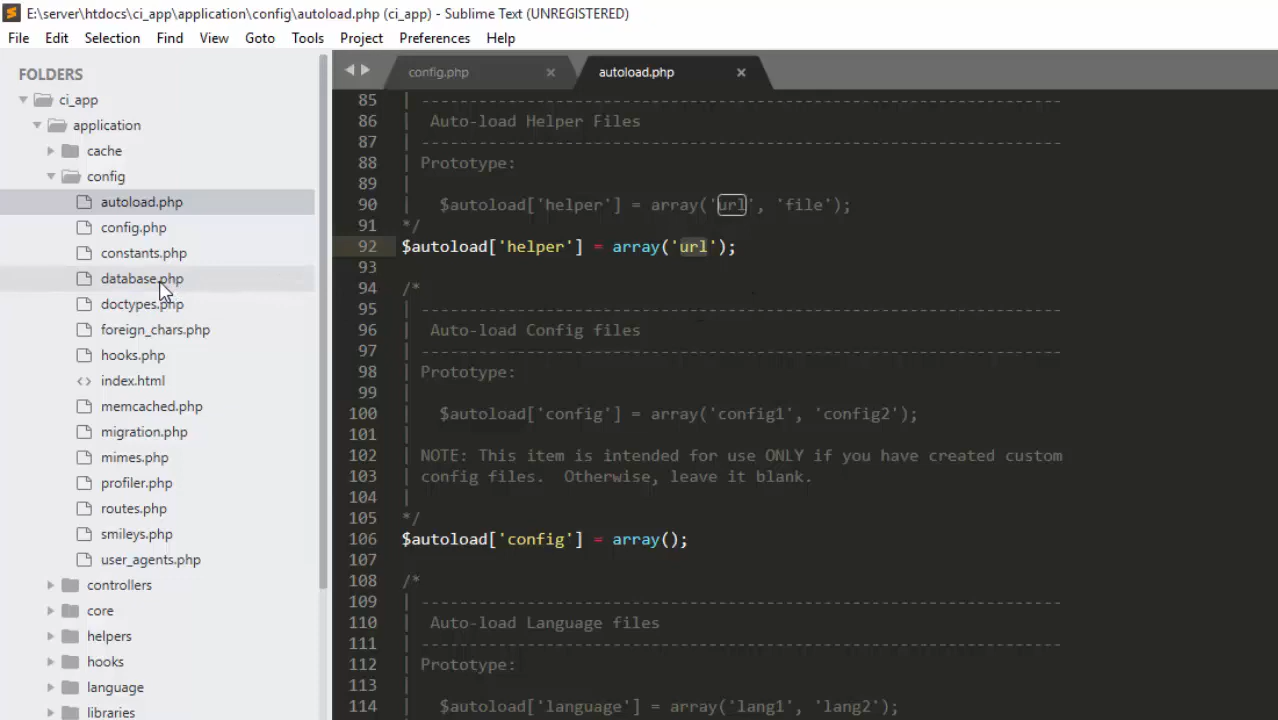 E:\server\htdocs\ci_app\application\config\autoload.php (ci_app) - Sublime Text (UNREGISTERED)
File Edit Selection Find View Goto Tools Project Preferences Help
FOLDERS
ci_app
application
cache
config
autoload.php
config.php
constants.php
database.php
doctypes.php
foreign_chars.php
hooks.php
index.html
memcached.php
migration.php
mimes.php
profiler.php
routes.php
smileys.php
user_agents.php
controllers
core
helpers
hooks
language
libraries
config.php × autoload.php ×
85 | -------------------------------------------------------------------
86 | Auto-load Helper Files
87 | -------------------------------------------------------------------
88 | Prototype:
89 |
90 | $autoload['helper'] = array('url', 'file');
91 */
92 $autoload['helper'] = array('url');
93
94 /*
95 | -------------------------------------------------------------------
96 | Auto-load Config files
97 | -------------------------------------------------------------------
98 | Prototype:
99 |
100 | $autoload['config'] = array('config1', 'config2');
101 |
102 | NOTE: This item is intended for use ONLY if you have created custom
103 | config files.  Otherwise, leave it blank.
104 |
105 */
106 $autoload['config'] = array();
107
108 /*
109 | -------------------------------------------------------------------
110 | Auto-load Language files
111 | -------------------------------------------------------------------
112 | Prototype:
113 |
114 | $autoload['language'] = array('lang1', 'lang2');